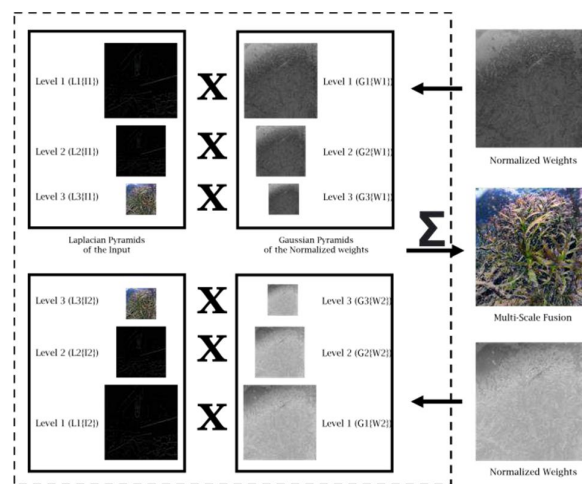 Level 1 (L1{I1})
X
Level 1 (G1{W1})
Level 2 (L2{I1})
X
Level 2 (G2{W1})
Level 3 (L3{I1})
X
Level 3 (G3{W1})
Normalized Weights
Laplacian Pyramids
of the Input
Gaussian Pyramids
of the Normalized weights
Σ
Multi-Scale Fusion
Level 3 (L3{I2})
X
Level 3 (G3{W2})
Level 2 (L2{I2})
X
Level 2 (G2{W2})
Level 1 (L1{I2})
X
Level 1 (G1{W2})
Normalized Weights